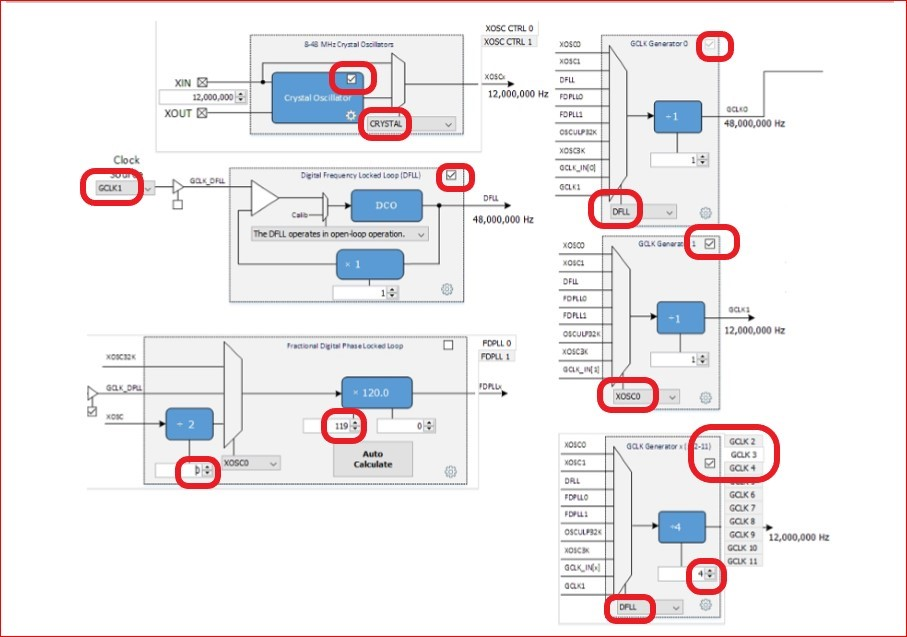 8-48 MHz Crystal Oscillators
XOSC CTRL 0
XOSC CTRL 1
XIN
12,000,000
XOUT
Crystal Oscillator
CRYSTAL
XOSCx
12,000,000 Hz
Clock
Source
GCLK1
GCLK_DFLL
Digital Frequency Locked Loop (DFLL)
Calib
DCO
The DFLL operates in open-loop operation.
× 1
1
DFLL
48,000,000 Hz
Fractional Digital Phase Locked Loop
FDPLL 0
FDPLL 1
XOSC32K
GCLK_DPLL
XOSC
÷ 2
XOSC0
× 120.0
119
0
Auto
Calculate
FDPLLx
GCLK Generator 0
XOSC0
XOSC1
DFLL
FDPLL0
FDPLL1
OSCULP32K
XOSC3K
GCLK_IN[0]
GCLK1
DFLL
÷1
1
GCLK0
48,000,000 Hz
GCLK Generator 1
XOSC0
XOSC1
DFLL
FDPLL0
FDPLL1
OSCULP32K
XOSC3K
GCLK_IN[1]
XOSC0
÷1
1
GCLK1
12,000,000 Hz
GCLK Generator x ( 2-11)
XOSC0
XOSC1
DFLL
FDPLL0
FDPLL1
OSCULP32K
XOSC3K
GCLK_IN[x]
GCLK1
DFLL
÷4
4
GCLK 2
GCLK 3
GCLK 4
GCLK 6
GCLK 7
GCLK 8
GCLK 9
GCLK 10
GCLK 11
12,000,000 Hz